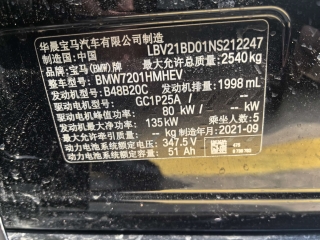 华晨宝马汽车有限公司制造 LBV21BD01NS212247
制造国:中国 最大允许总质量:2540 kg
品牌:宝马(BMW)牌
整车型号:BMW7201HMHEV
发动机型号:B48B20C 发动机排量:1998 mL
驱动电机型号: GC1P25A /
驱动电机峰值功率: 80 kW / kW
发动机最大净功率: 135 kW 乘坐人数:5
最大允许牵引质量: -- kg 制造年月:2021-09
动力电池系统额定电压:347.5 V
动力电池系统额定容量:51 Ah